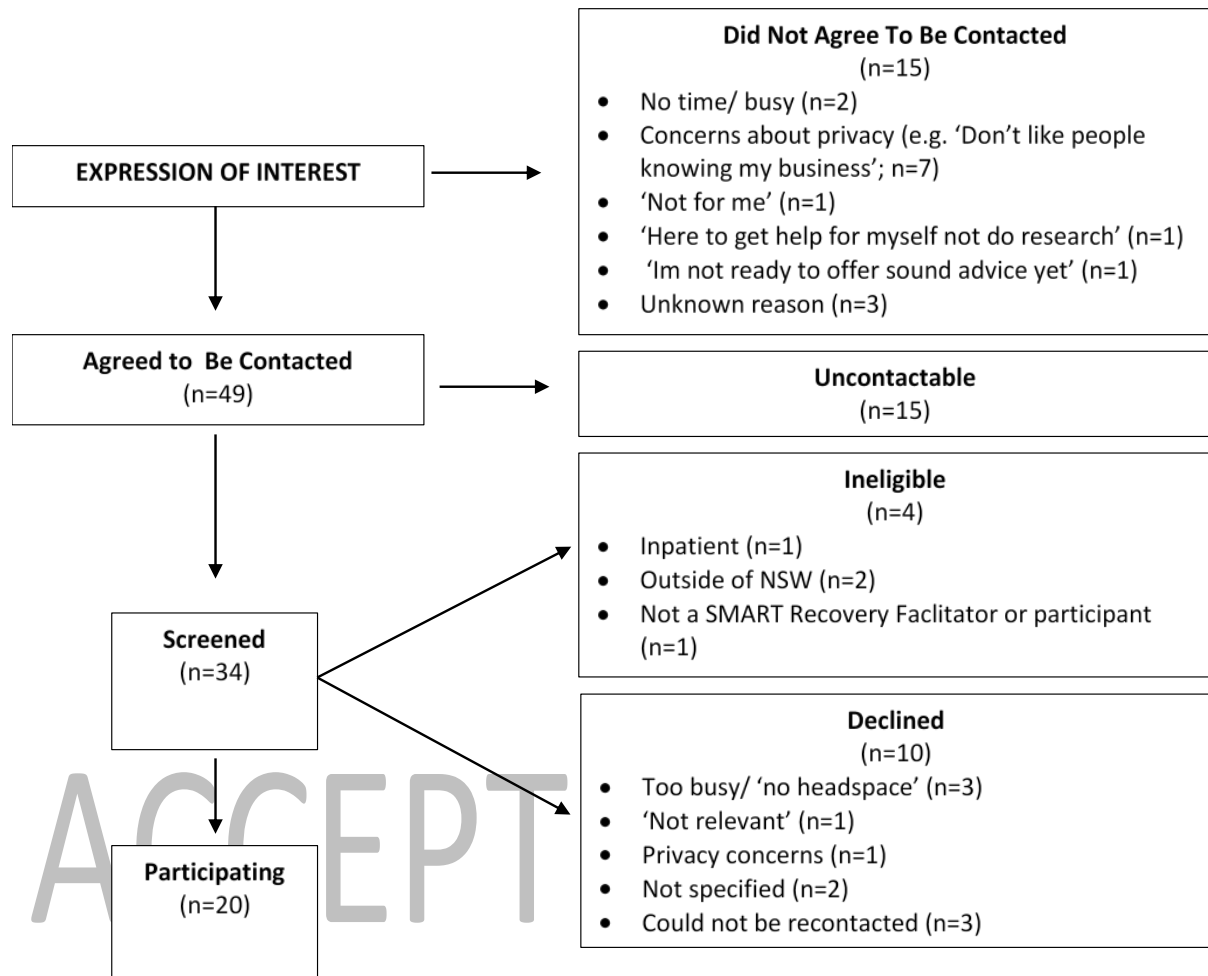 Did Not Agree To Be Contacted
(n=15)
• No time/ busy (n=2)
• Concerns about privacy (e.g. ‘Don’t like people
knowing my business’; n=7)
• ‘Not for me’ (n=1)
• ‘Here to get help for myself not do research’ (n=1)
• ‘Im not ready to offer sound advice yet’ (n=1)
• Unknown reason (n=3)
EXPRESSION OF INTEREST
Agreed to Be Contacted
(n=49)
Uncontactable
(n=15)
Ineligible
(n=4)
• Inpatient (n=1)
• Outside of NSW (n=2)
• Not a SMART Recovery Faclitator or participant
(n=1)
Screened
(n=34)
Declined
(n=10)
• Too busy/ ‘no headspace’ (n=3)
• ‘Not relevant’ (n=1)
• Privacy concerns (n=1)
• Not specified (n=2)
• Could not be recontacted (n=3)
Participating
(n=20)
ACCEPT